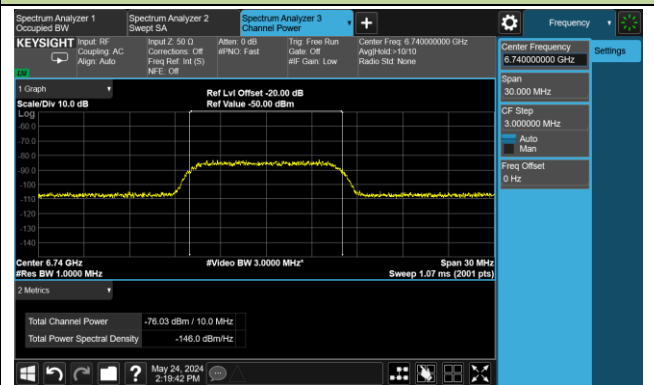 Spectrum Analyzer 1
Occupied BW
Spectrum Analyzer 2
Swept SA
Spectrum Analyzer 3
Channel Power
Frequency
KEYSIGHT
Input: RF
Coupling: AC
Align: Auto
Input Z: 50 Ω
Corrections: Off
Freq Ref: Int (S)
NFE: Off
Atten: 0 dB
#PNO: Fast
Trig: Free Run
Gate: Off
#IF Gain: Low
Center Freq: 6.740000000 GHz
Avg|Hold:>10/10
Radio Std: None
Center Frequency
6.740000000 GHz
Settings
Span
30.000 MHz
CF Step
3.000000 MHz
Auto
Man
Freq Offset
0 Hz
1 Graph
Scale/Div 10.0 dB
Ref Lvl Offset -20.00 dB
Ref Value -50.00 dBm
Log
-60.0
-70.0
-80.0
-90.0
-100
-110
-120
-130
-140
Center 6.74 GHz
#Video BW 3.0000 MHz*
Span 30 MHz
#Res BW 1.0000 MHz
Sweep 1.07 ms (2001 pts)
2 Metrics
Total Channel Power
-76.03 dBm / 10.0 MHz
Total Power Spectral Density
-146.0 dBm/Hz
May 24, 2024
2:19:42 PM